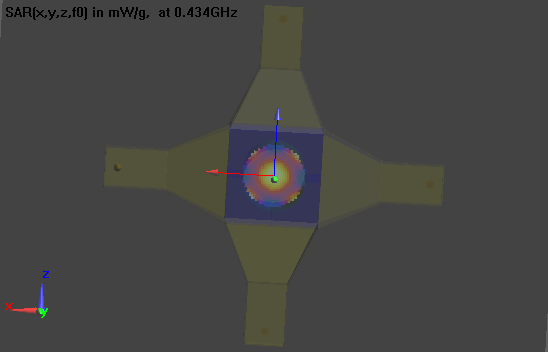 SAR(x,y,z,f0) in mW/g,  at 0.434GHz
z
x
y